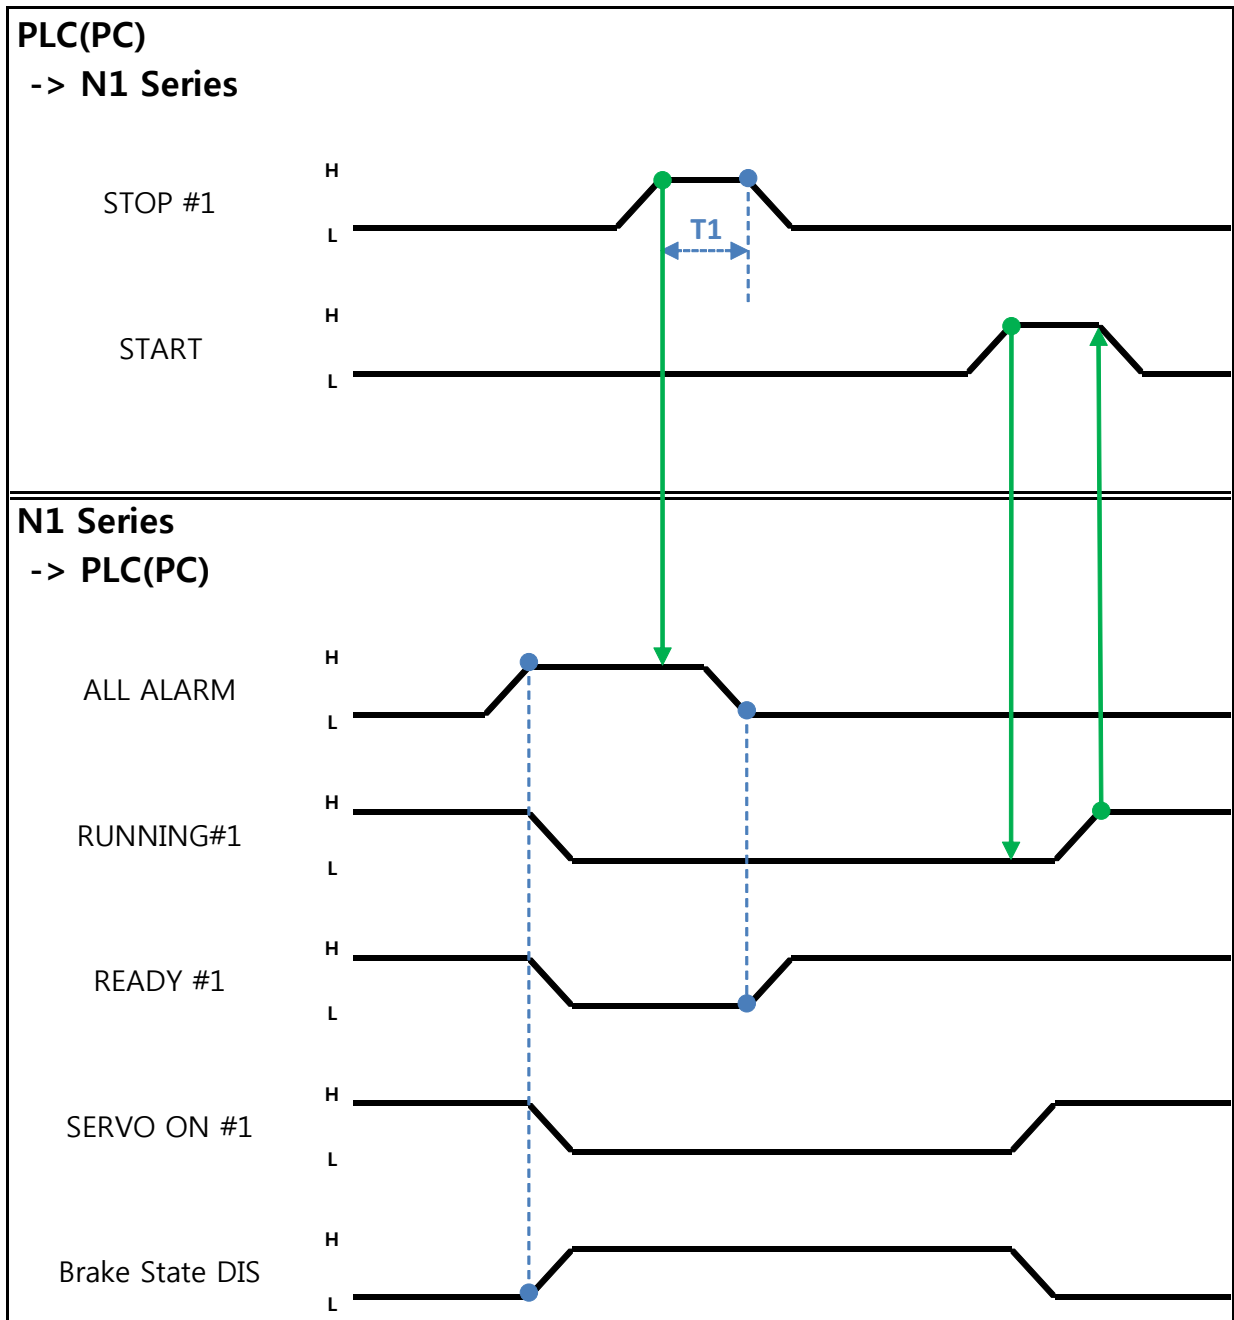 PLC(PC)
-> N1 Series
H
STOP #1
L
T1
H
START
L
N1 Series
-> PLC(PC)
H
ALL ALARM
L
H
RUNNING#1
L
H
READY #1
L
H
SERVO ON #1
L
H
Brake State DIS
L